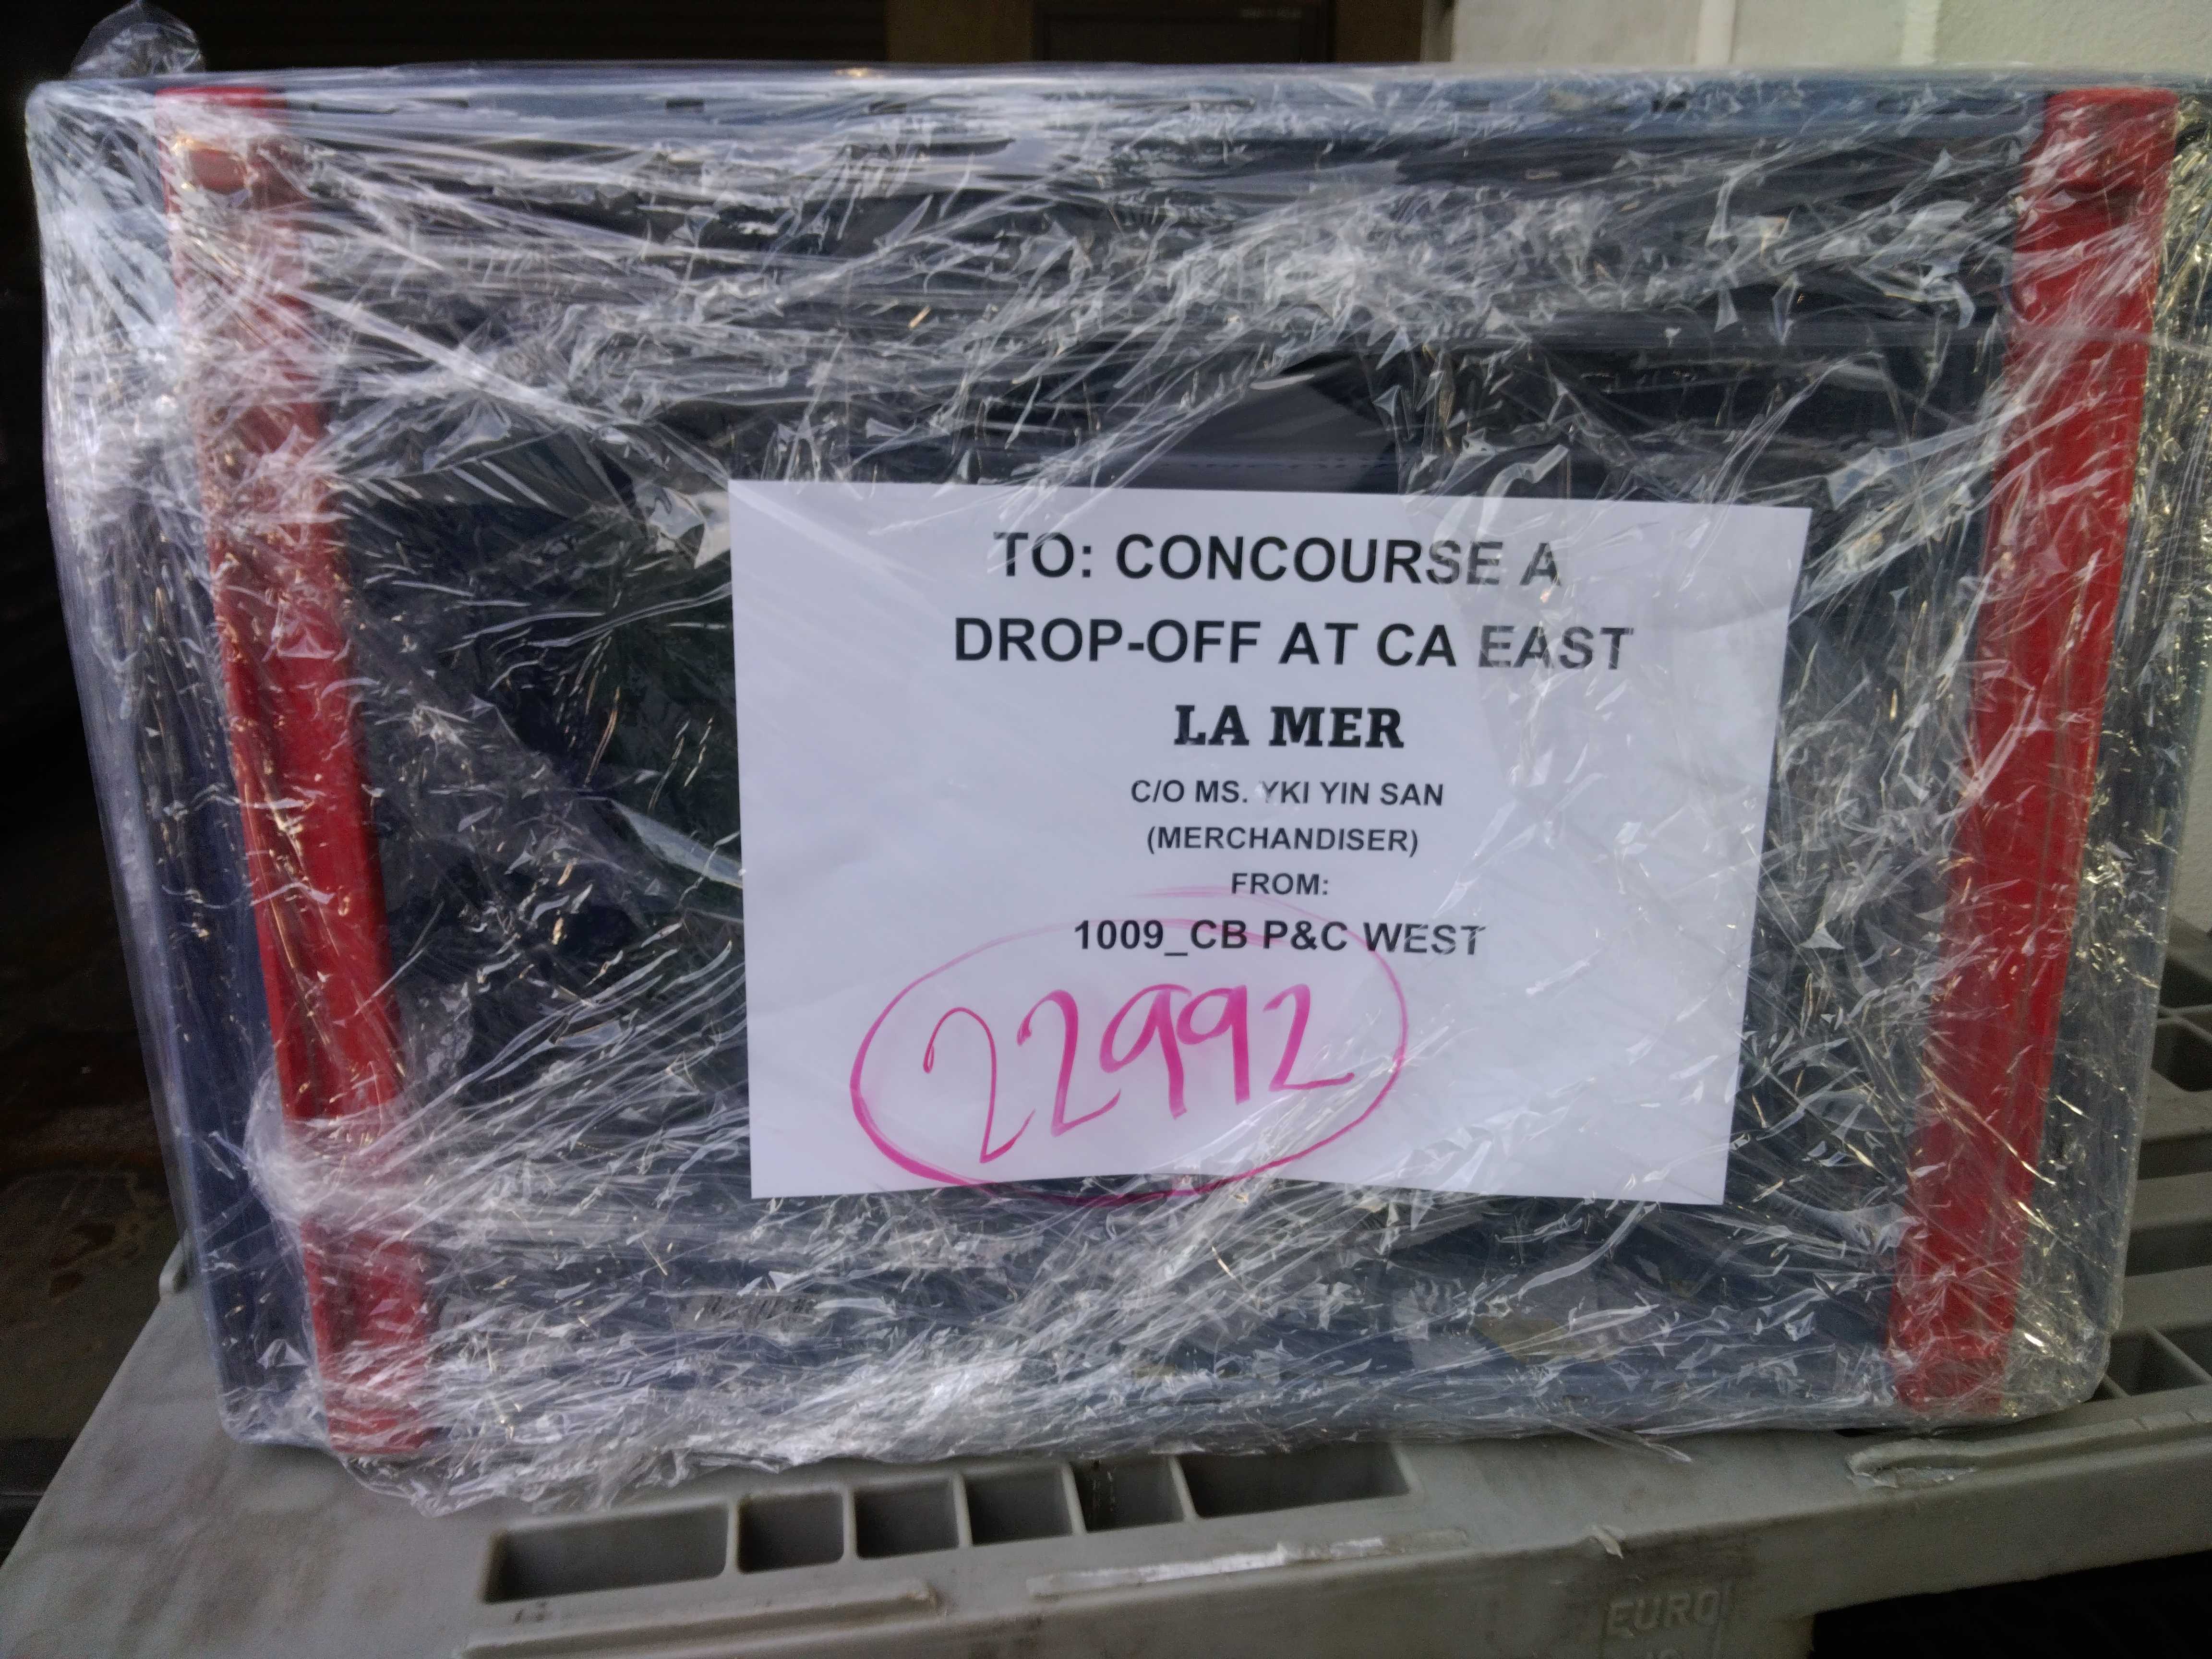 TO: CONCOURSE A
DROP-OFF AT CA EAST
LA MER
C/O MS. YKI YIN SAN
(MERCHANDISER)
FROM:
1009_CB P&C WEST
22992
EURO